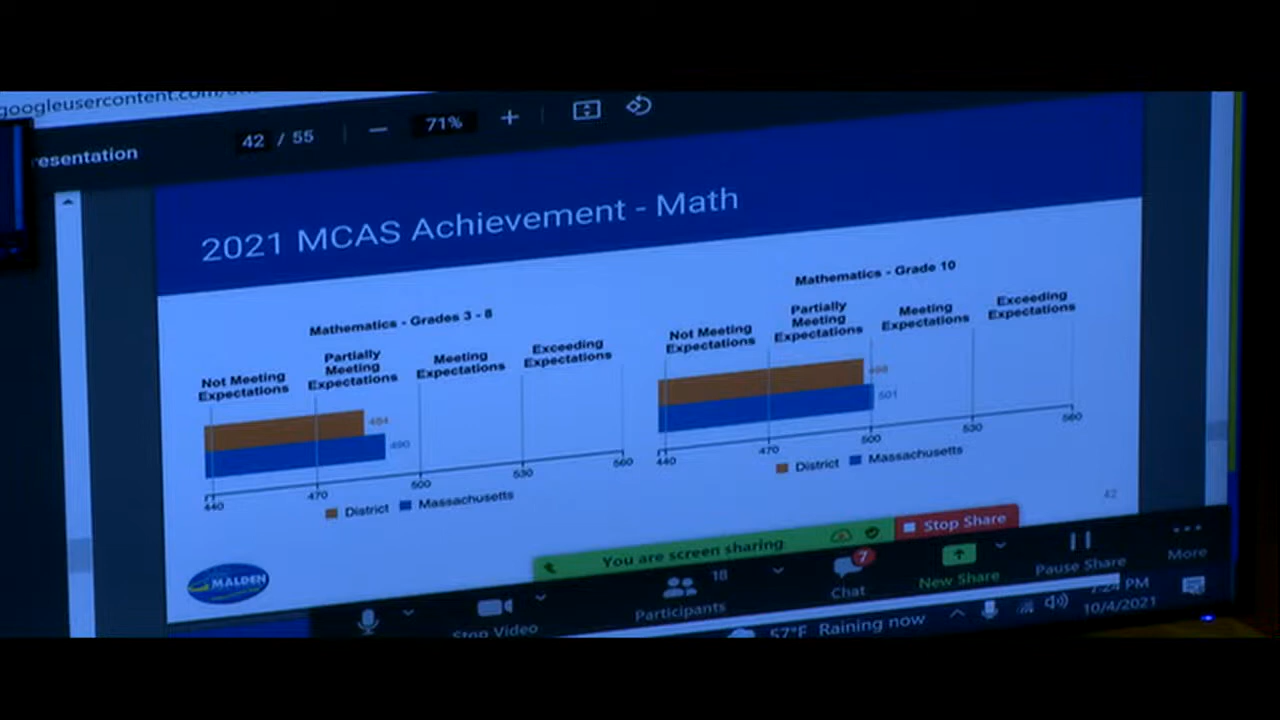 googleusercontent.com/
resentation
42 / 55
71%
2021 MCAS Achievement - Math
Mathematics - Grades 3 - 8
Not Meeting
Expectations
Partially
Meeting
Expectations
Meeting
Expectations
Exceeding
Expectations
484
490
440
470
500
530
560
District
Massachusetts
Mathematics - Grade 10
Not Meeting
Expectations
Partially
Meeting
Expectations
Meeting
Expectations
Exceeding
Expectations
498
501
440
470
500
530
560
District
Massachusetts
42
MALDEN
You are screen sharing
Stop Share
Stop Video
18
Participants
7
Chat
New Share
Pause Share
More
57°F Raining now
PM
10/4/2021